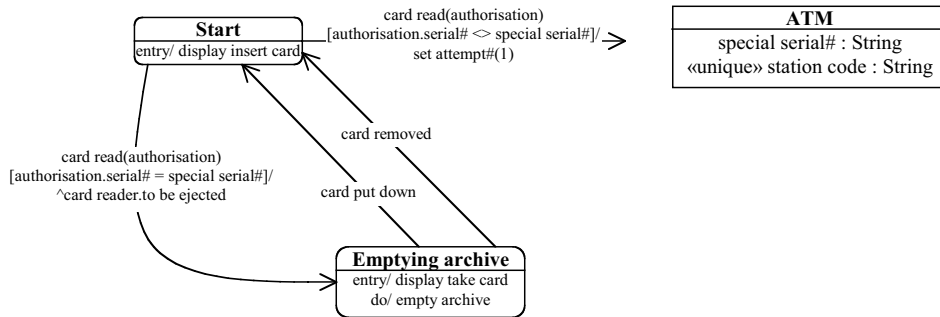 Start
entry/ display insert card
card read(authorisation)
[authorisation.serial# <> special serial#]/
set attempt#(1)
ATM
special serial# : String
«unique» station code : String
card read(authorisation)
[authorisation.serial# = special serial#]/
^card reader.to be ejected
card removed
card put down
Emptying archive
entry/ display take card
do/ empty archive